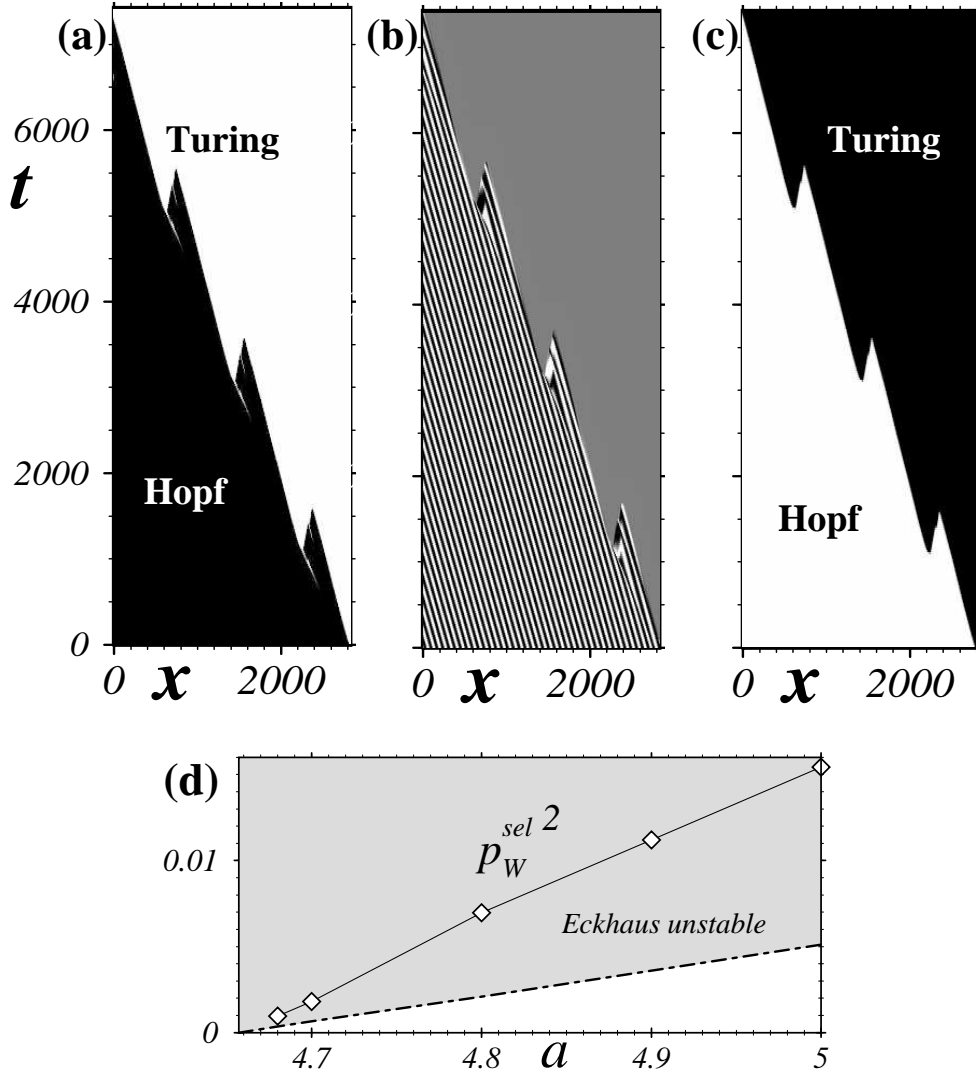 (a)
(b)
(c)
Turing
Hopf
Turing
Hopf
t
6000
4000
2000
0
0 x 2000
0 x 2000
0 x 2000
(d)
p_W^{sel 2}
Eckhaus unstable
0.01
0
4.7 4.8 a 4.9 5